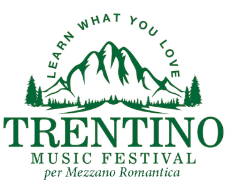 LEARN WHAT YOU LOVE
TRENTINO
MUSIC FESTIVAL
per Mezzano Romantica